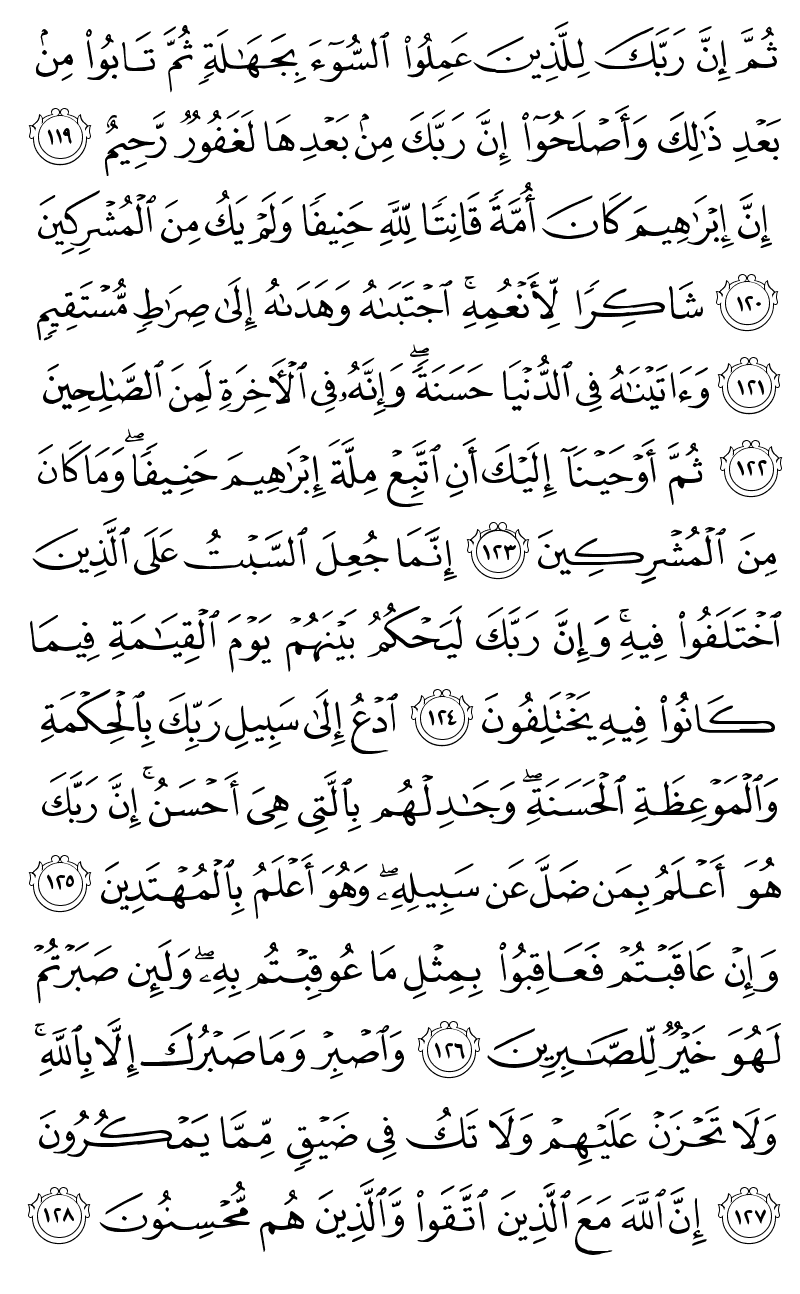 ثُمَّ إِنَّ رَبَّكَ لِلَّذِينَ عَمِلُوا۟ ٱلسُّوٓءَ بِجَهَٰلَةٍ ثُمَّ تَابُوا۟ مِنۢ
بَعْدِ ذَٰلِكَ وَأَصْلَحُوٓا۟ إِنَّ رَبَّكَ مِنۢ بَعْدِهَا لَغَفُورٌ رَّحِيمٌ ١١٩
إِنَّ إِبْرَٰهِيمَ كَانَ أُمَّةً قَانِتًا لِّلَّهِ حَنِيفًا وَلَمْ يَكُ مِنَ ٱلْمُشْرِكِينَ
١٢٠ شَاكِرًا لِّأَنْعُمِهِ ۚ ٱجْتَبَىٰهُ وَهَدَىٰهُ إِلَىٰ صِرَٰطٍ مُّسْتَقِيمٍ
١٢١ وَءَاتَيْنَٰهُ فِى ٱلدُّنْيَا حَسَنَةً ۖ وَإِنَّهُۥ فِى ٱلْءَاخِرَةِ لَمِنَ ٱلصَّٰلِحِينَ
١٢٢ ثُمَّ أَوْحَيْنَآ إِلَيْكَ أَنِ ٱتَّبِعْ مِلَّةَ إِبْرَٰهِيمَ حَنِيفًا ۖ وَمَا كَانَ
مِنَ ٱلْمُشْرِكِينَ ١٢٣ إِنَّمَا جُعِلَ ٱلسَّبْتُ عَلَى ٱلَّذِينَ
ٱخْتَلَفُوا۟ فِيهِ ۚ وَإِنَّ رَبَّكَ لَيَحْكُمُ بَيْنَهُمْ يَوْمَ ٱلْقِيَٰمَةِ فِيمَا
كَانُوا۟ فِيهِ يَخْتَلِفُونَ ١٢٤ ٱدْعُ إِلَىٰ سَبِيلِ رَبِّكَ بِٱلْحِكْمَةِ
وَٱلْمَوْعِظَةِ ٱلْحَسَنَةِ ۖ وَجَٰدِلْهُم بِٱلَّتِى هِىَ أَحْسَنُ ۚ إِنَّ رَبَّكَ
هُوَ أَعْلَمُ بِمَن ضَلَّ عَن سَبِيلِهِۦ ۖ وَهُوَ أَعْلَمُ بِٱلْمُهْتَدِينَ ١٢٥
وَإِنْ عَاقَبْتُمْ فَعَاقِبُوا۟ بِمِثْلِ مَا عُوقِبْتُم بِهِۦ ۖ وَلَئِن صَبَرْتُمْ
لَهُوَ خَيْرٌ لِّلصَّٰبِرِينَ ١٢٦ وَٱصْبِرْ وَمَا صَبْرُكَ إِلَّا بِٱللَّهِ ۚ
وَلَا تَحْزَنْ عَلَيْهِمْ وَلَا تَكُ فِى ضَيْقٍ مِّمَّا يَمْكُرُونَ
١٢٧ إِنَّ ٱللَّهَ مَعَ ٱلَّذِينَ ٱتَّقَوا۟ وَّٱلَّذِينَ هُم مُّحْسِنُونَ ١٢٨